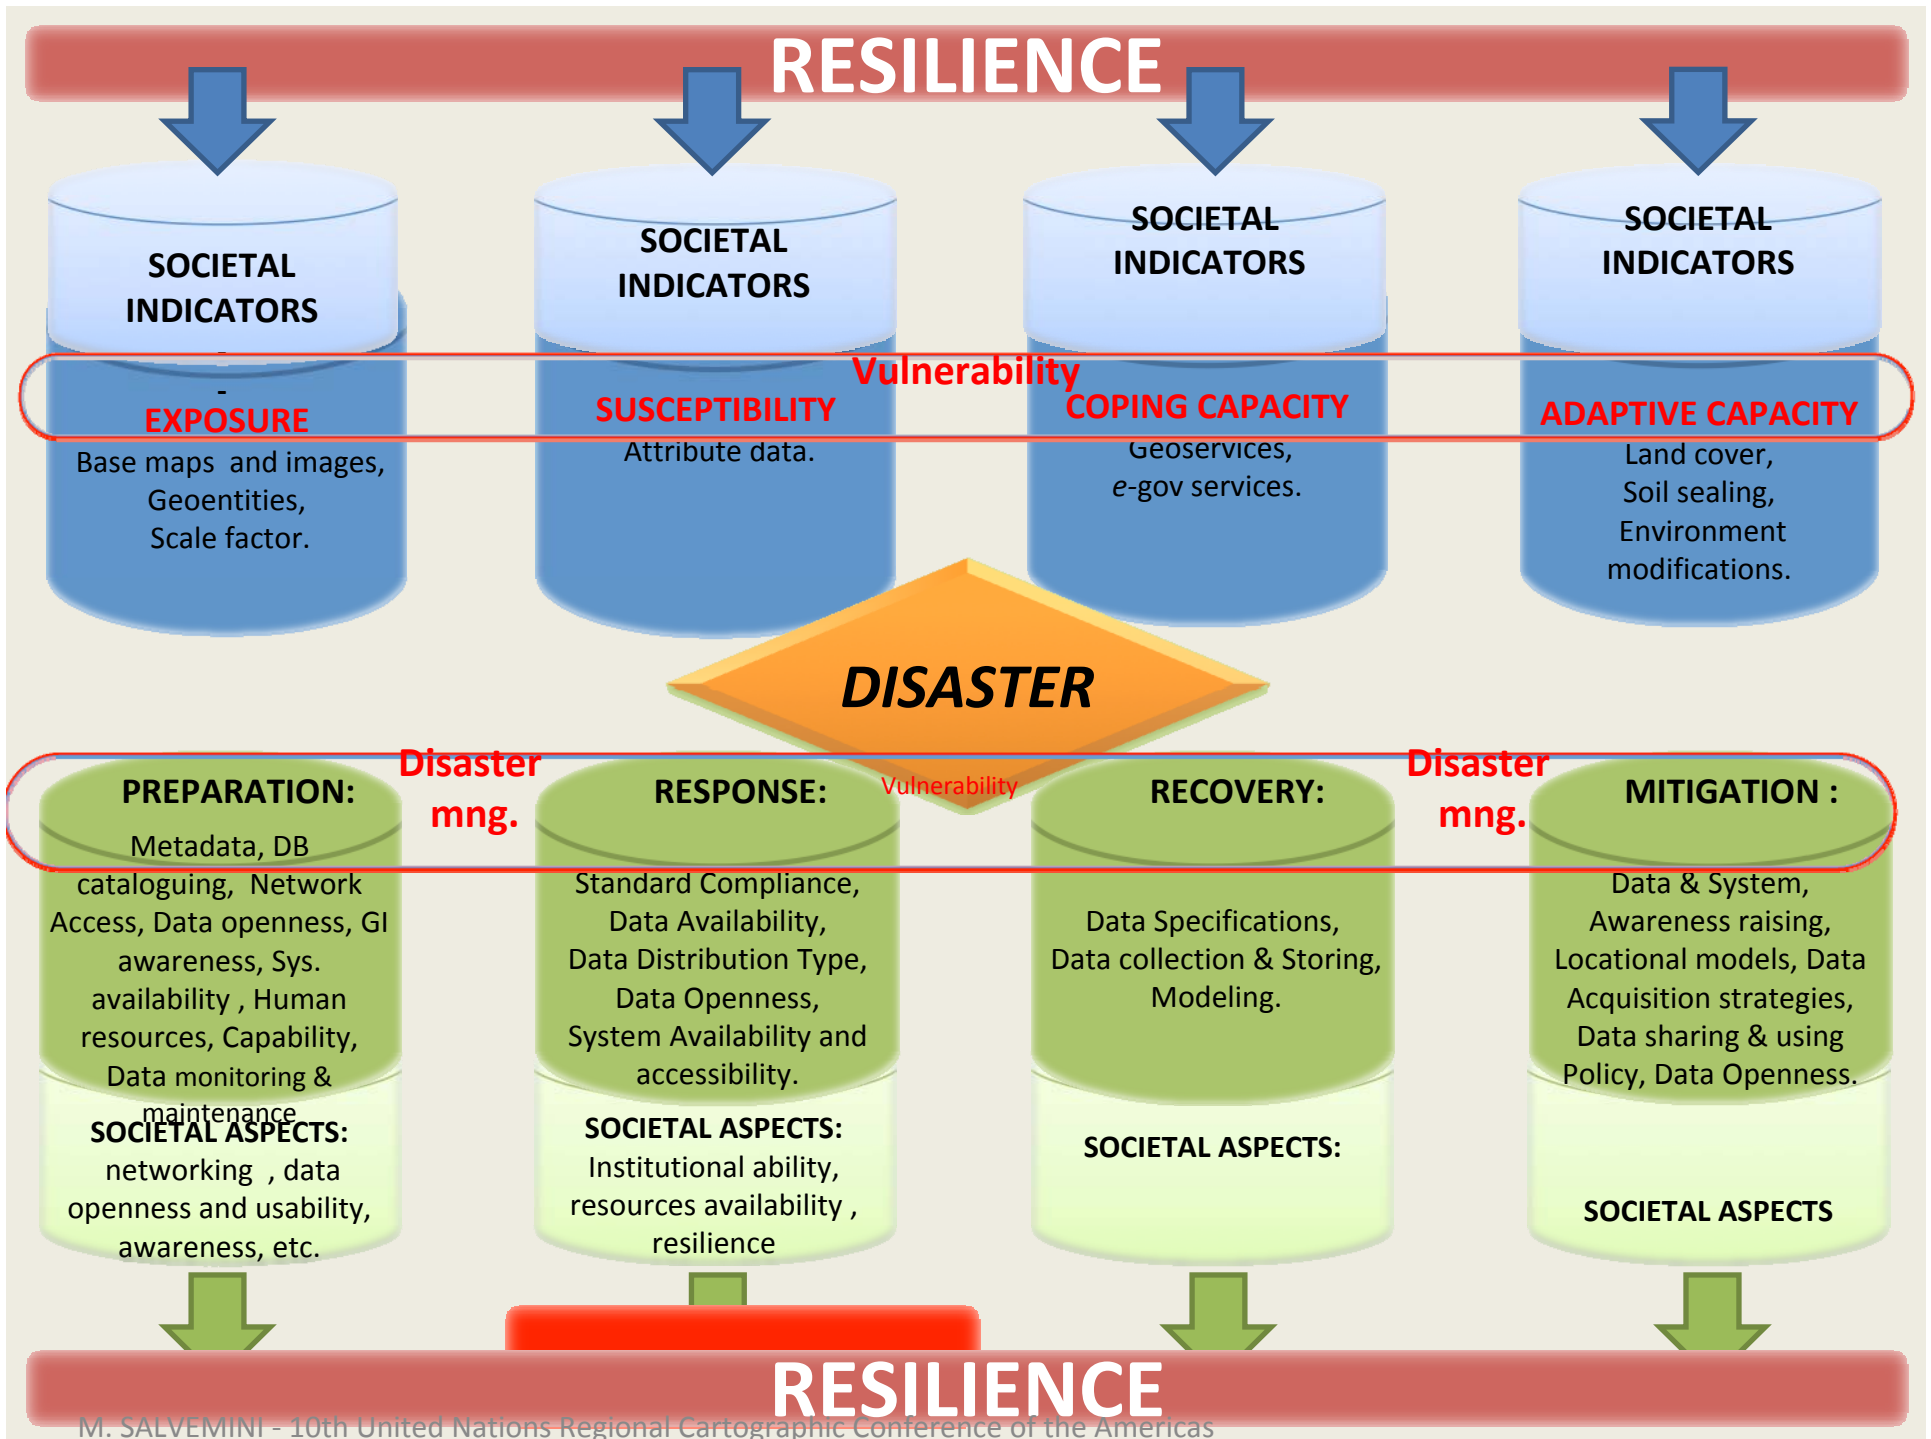 RESILIENCE
SOCIETAL
INDICATORS
-
-
EXPOSURE
Base maps and images,
Geoentities,
Scale factor.
SOCIETAL
INDICATORS
SUSCEPTIBILITY
Attribute data.
Vulnerability
SOCIETAL
INDICATORS
COPING CAPACITY
Geoservices,
e-gov services.
SOCIETAL
INDICATORS
ADAPTIVE CAPACITY
Land cover,
Soil sealing,
Environment
modifications.
DISASTER
Vulnerability
PREPARATION:
Metadata, DB
cataloguing, Network
Access, Data openness, GI
awareness, Sys.
availability , Human
resources, Capability,
Data monitoring &
maintenance
SOCIETAL ASPECTS:
networking , data
openness and usability,
awareness, etc.
Disaster
mng.
RESPONSE:
Standard Compliance,
Data Availability,
Data Distribution Type,
Data Openness,
System Availability and
accessibility.
SOCIETAL ASPECTS:
Institutional ability,
resources availability ,
resilience
RECOVERY:
Data Specifications,
Data collection & Storing,
Modeling.
SOCIETAL ASPECTS:
Disaster
mng.
MITIGATION :
Data & System,
Awareness raising,
Locational models, Data
Acquisition strategies,
Data sharing & using
Policy, Data Openness.
SOCIETAL ASPECTS
RESILIENCE
M. SALVEMINI - 10th United Nations Regional Cartographic Conference of the Americas